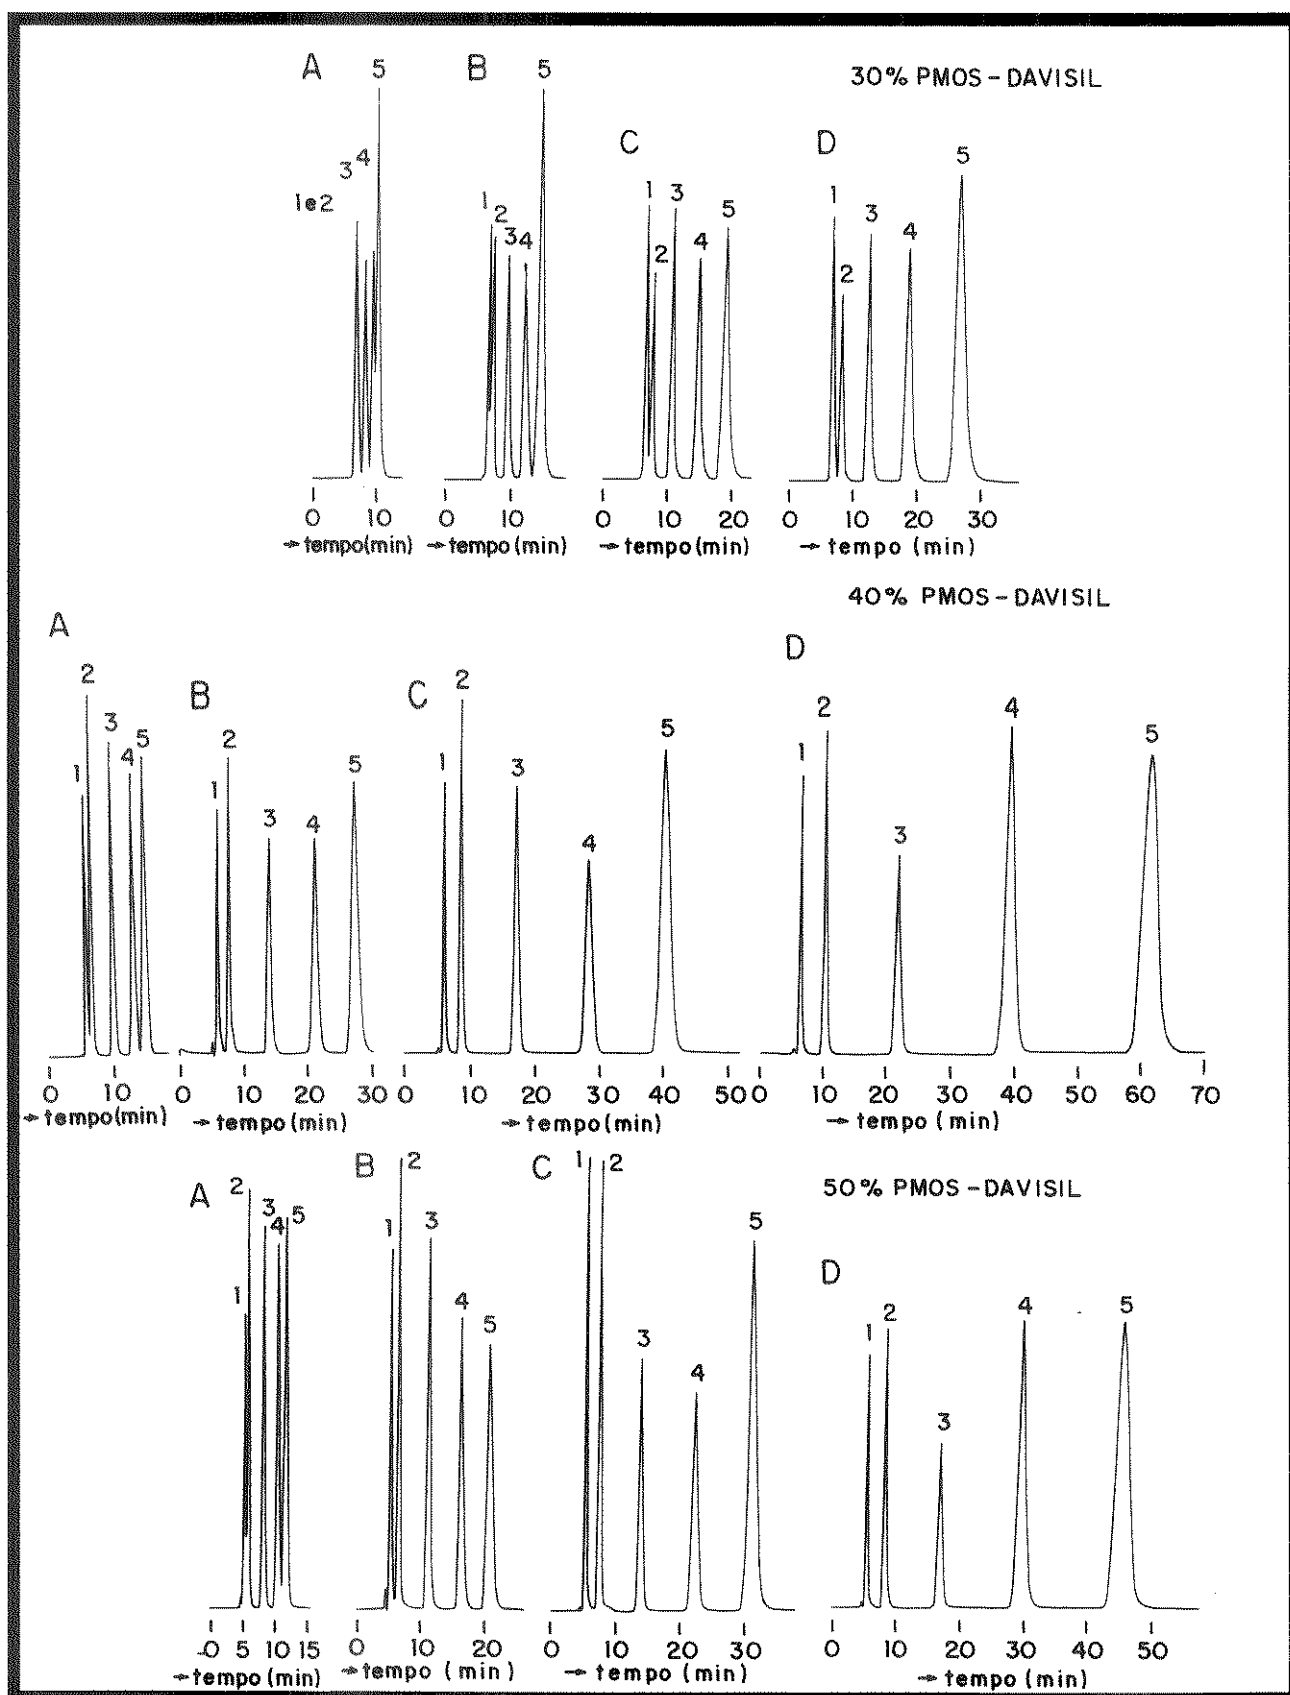 30% PMOS-DAVISIL
A
5
3
4
1e2
0 10
→tempo(min)
B
5
1
2
3
4
0 10
→tempo(min)
C
1
2
3
4
5
0 10 20
→tempo(min)
D
1
2
3
4
5
0 10 20 30
→tempo (min)
40% PMOS-DAVISIL
A
1
2
3
4
5
0 10
→tempo(min)
B
1
2
3
4
5
0 10 20 30
→tempo(min)
C
1
2
3
4
5
0 10 20 30 40 50
→tempo(min)
D
1
2
3
4
5
0 10 20 30 40 50 60 70
→tempo (min)
50% PMOS-DAVISIL
A
1
2
3
4
5
0 5 10 15
→tempo(min)
B
1
2
3
4
5
0 10 20
→tempo (min)
C
1
2
3
4
5
0 10 20 30
→tempo (min)
D
1
2
3
4
5
0 10 20 30 40 50
→tempo (min)